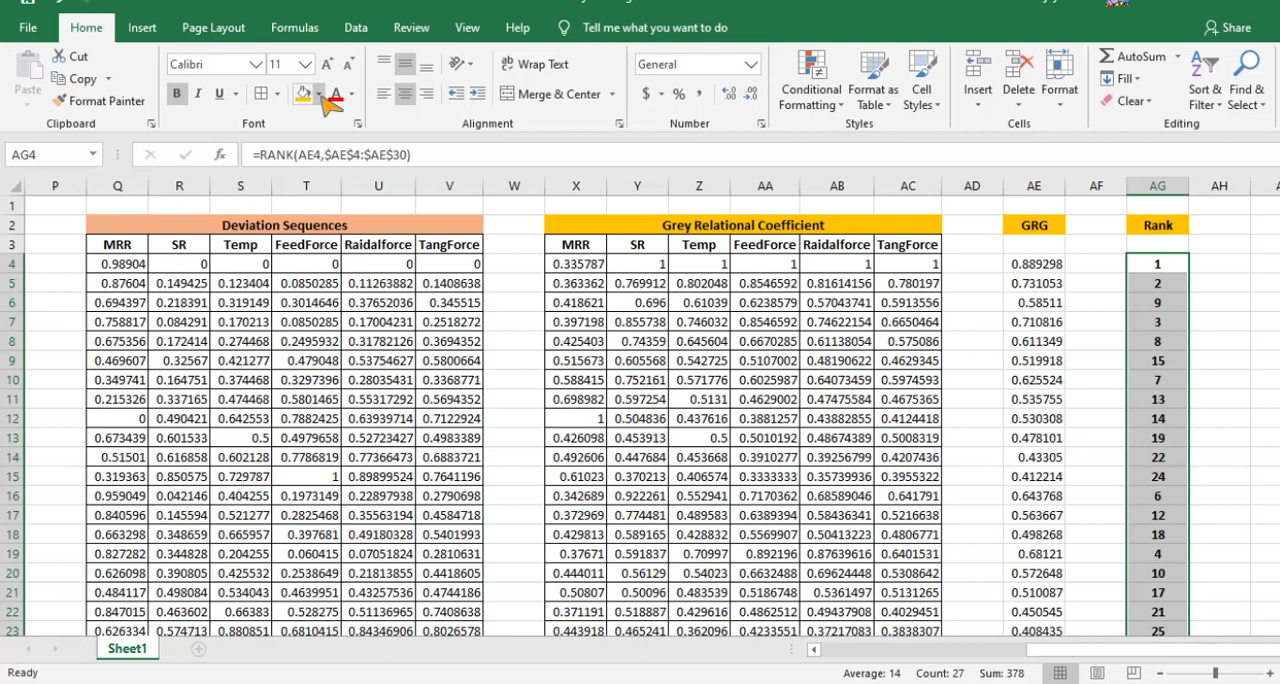 File Home Insert Page Layout Formulas Data Review View Help Tell me what you want to do Share
Cut
Copy
Format Painter
Paste
Clipboard
Calibri 11
B I U
Font
Wrap Text
Merge & Center
Alignment
General
$ % ,
Number
Conditional Formatting
Format as Table
Cell Styles
Styles
Insert Delete Format
Cells
AutoSum
Fill
Clear
Sort & Filter
Find & Select
Editing
AG4 =RANK(AE4,$AE$4:$AE$30)
P Q R S T U V W X Y Z AA AB AC AD AE AF AG AH
1
2 Deviation Sequences Grey Relational Coefficient GRG Rank
3 MRR SR Temp FeedForce Raidalforce TangForce MRR SR Temp FeedForce Raidalforce TangForce
4 0.98904 0 0 0 0 0 0.335787 1 1 1 1 1 0.889298 1
5 0.87604 0.149425 0.123404 0.0850285 0.11263882 0.1408638 0.363362 0.769912 0.802048 0.8546592 0.81614156 0.780197 0.731053 2
6 0.694397 0.218391 0.319149 0.3014646 0.37652036 0.345515 0.418621 0.696 0.61039 0.6238579 0.57043741 0.5913556 0.58511 9
7 0.758817 0.084291 0.170213 0.0850285 0.17004231 0.2518272 0.397198 0.855738 0.746032 0.8546592 0.74622154 0.6650464 0.710816 3
8 0.675356 0.172414 0.274468 0.2495932 0.31782126 0.3694352 0.425403 0.74359 0.645604 0.6670285 0.61138054 0.575086 0.611349 8
9 0.469607 0.32567 0.421277 0.479048 0.53754627 0.5800664 0.515673 0.605568 0.542725 0.5107002 0.48190622 0.4629345 0.519918 15
10 0.349741 0.164751 0.374468 0.3297396 0.28035431 0.3368771 0.588415 0.752161 0.571776 0.6025987 0.64073459 0.5974593 0.625524 7
11 0.215326 0.337165 0.474468 0.5801465 0.55317292 0.5694352 0.698982 0.597254 0.5131 0.4629002 0.47475584 0.4675365 0.535755 13
12 0 0.490421 0.642553 0.7882425 0.63939714 0.7122924 1 0.504836 0.437616 0.3881257 0.43882855 0.4124418 0.530308 14
13 0.673439 0.601533 0.5 0.4979658 0.52723427 0.4983389 0.426098 0.453913 0.5 0.5010192 0.48674389 0.5008319 0.478101 19
14 0.51501 0.616858 0.602128 0.7786819 0.77366473 0.6883721 0.492606 0.447684 0.453668 0.3910277 0.39256799 0.4207436 0.43305 22
15 0.319363 0.850575 0.729787 1 0.89899524 0.7641196 0.61023 0.370213 0.406574 0.3333333 0.35739936 0.3955322 0.412214 24
16 0.959049 0.042146 0.404255 0.1973149 0.22897938 0.2790698 0.342689 0.922261 0.552941 0.7170362 0.68589046 0.641791 0.643768 6
17 0.840596 0.145594 0.521277 0.2825468 0.35563194 0.4584718 0.372969 0.774481 0.489583 0.6389394 0.58436341 0.5216638 0.563667 12
18 0.663298 0.348659 0.665957 0.397681 0.49180328 0.5401993 0.429813 0.589165 0.428832 0.5569907 0.50413223 0.4806771 0.498268 18
19 0.827282 0.344828 0.204255 0.060415 0.07051824 0.2810631 0.37671 0.591837 0.70997 0.892196 0.87639616 0.6401531 0.68121 4
20 0.626098 0.390805 0.425532 0.2538649 0.21813855 0.4418605 0.444011 0.56129 0.54023 0.6632488 0.69624448 0.5308642 0.572648 10
21 0.484117 0.498084 0.534043 0.4639951 0.43257536 0.4744186 0.50807 0.50096 0.483539 0.5186748 0.5361497 0.5131265 0.510087 17
22 0.847015 0.463602 0.66383 0.528275 0.51136965 0.7408638 0.371191 0.518887 0.42961 0.4862512 0.49437908 0.4029451 0.450545 21
23 0.626334 0.574713 0.880851 0.6810415 0.84346906 0.8026578 0.443918 0.465241 0.362096 0.4233551 0.37217083 0.3838307 0.408435 25
Sheet1
Ready Average: 14 Count: 27 Sum: 378